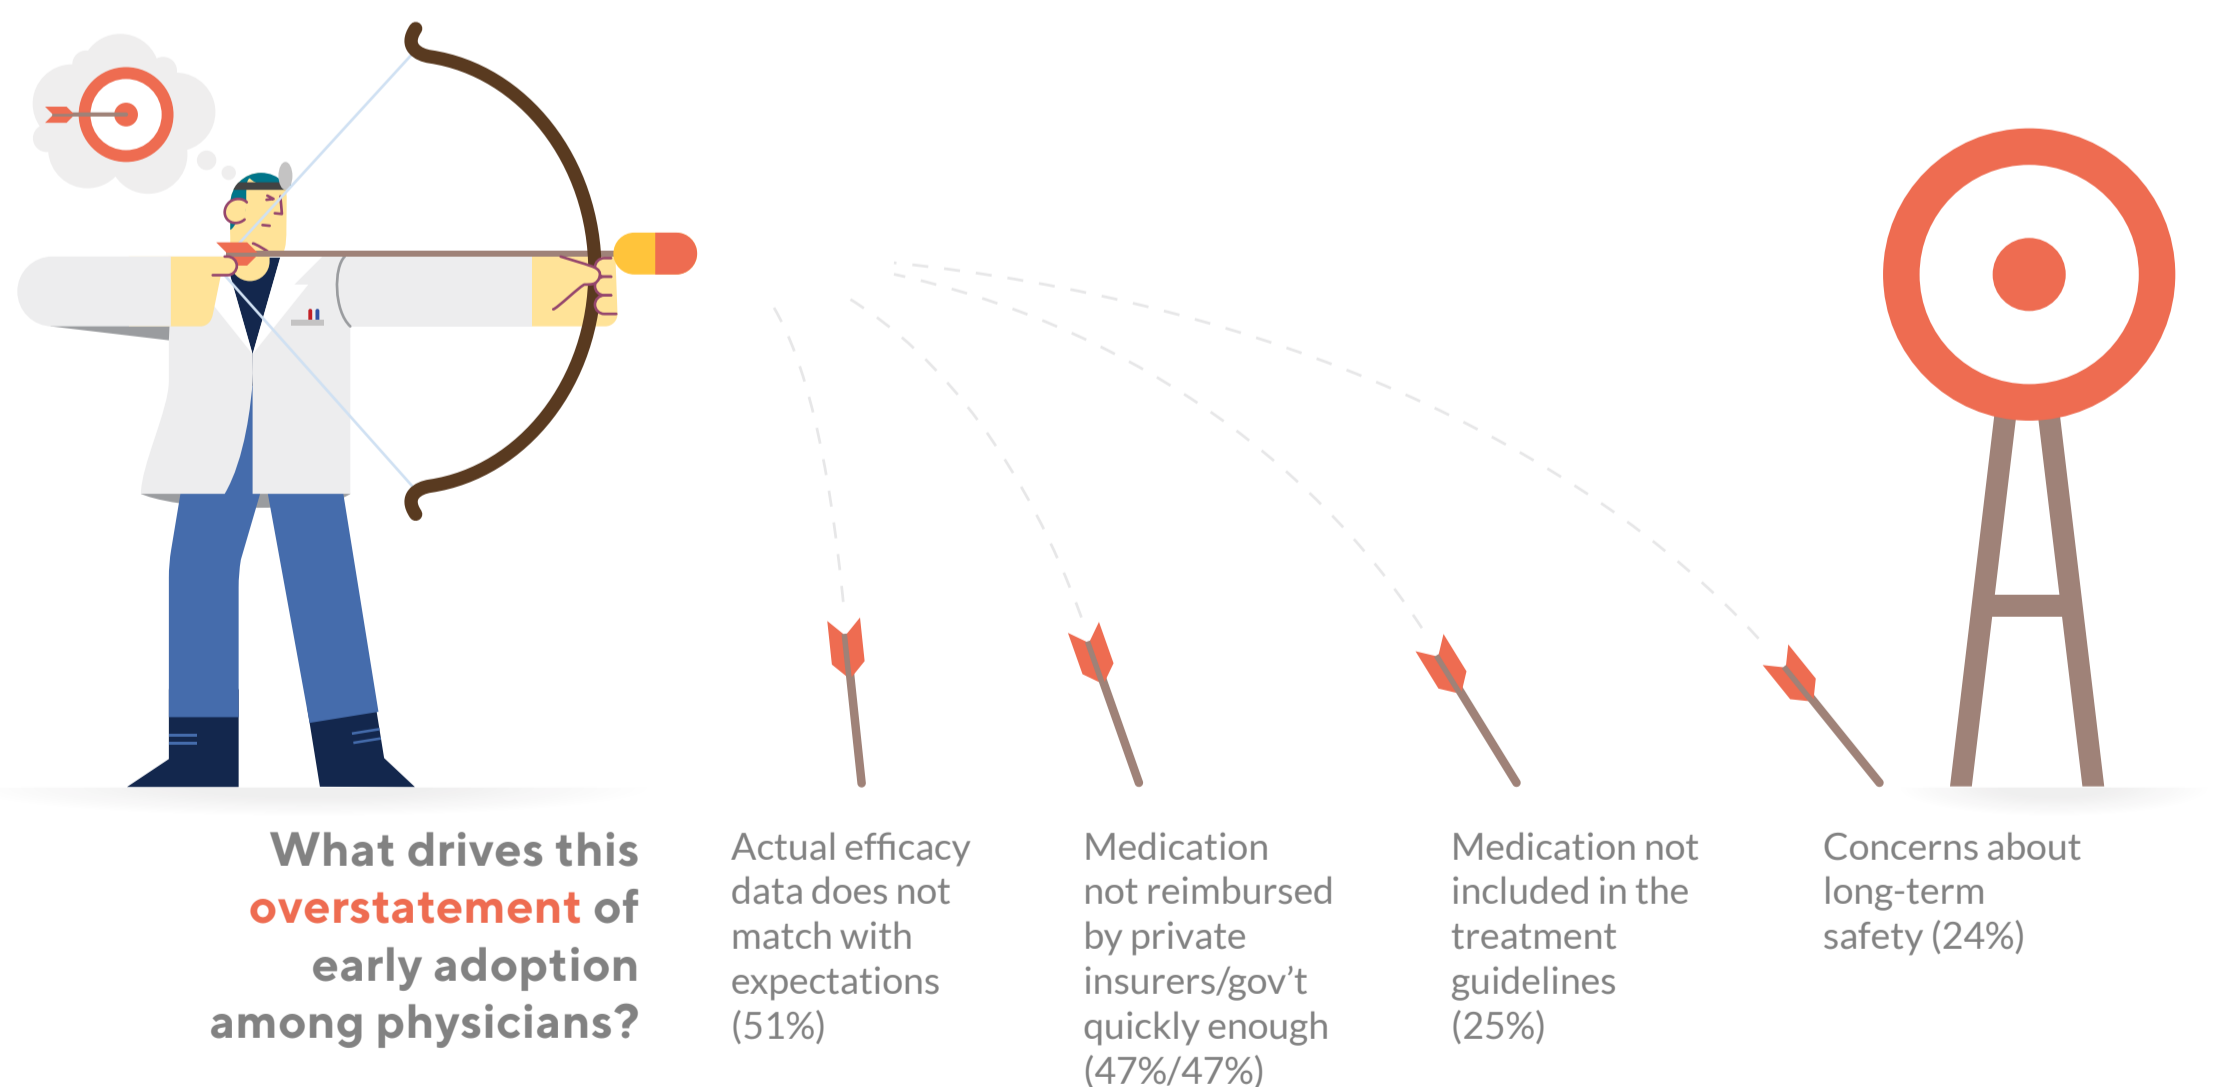 What drives this
overstatement of
early adoption
among physicians?
Actual efficacy
data does not
match with
expectations
(51%)
Medication
not reimbursed
by private
insurers/gov’t
quickly enough
(47%/47%)
Medication not
included in the
treatment
guidelines
(25%)
Concerns about
long-term
safety (24%)